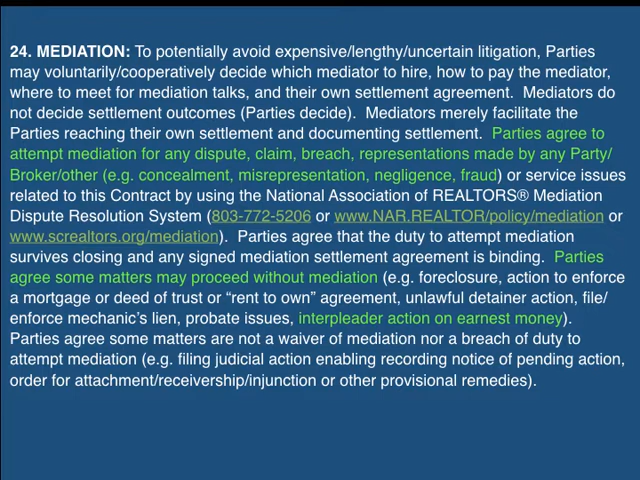 24. MEDIATION: To potentially avoid expensive/lengthy/uncertain litigation, Parties
may voluntarily/cooperatively decide which mediator to hire, how to pay the mediator,
where to meet for mediation talks, and their own settlement agreement.  Mediators do
not decide settlement outcomes (Parties decide).  Mediators merely facilitate the
Parties reaching their own settlement and documenting settlement.  Parties agree to
attempt mediation for any dispute, claim, breach, representations made by any Party/
Broker/other (e.g. concealment, misrepresentation, negligence, fraud) or service issues
related to this Contract by using the National Association of REALTORS® Mediation
Dispute Resolution System (803-772-5206 or www.NAR.REALTOR/policy/mediation or
www.screaltors.org/mediation).  Parties agree that the duty to attempt mediation
survives closing and any signed mediation settlement agreement is binding.  Parties
agree some matters may proceed without mediation (e.g. foreclosure, action to enforce
a mortgage or deed of trust or “rent to own” agreement, unlawful detainer action, file/
enforce mechanic’s lien, probate issues, interpleader action on earnest money).
Parties agree some matters are not a waiver of mediation nor a breach of duty to
attempt mediation (e.g. filing judicial action enabling recording notice of pending action,
order for attachment/receivership/injunction or other provisional remedies).